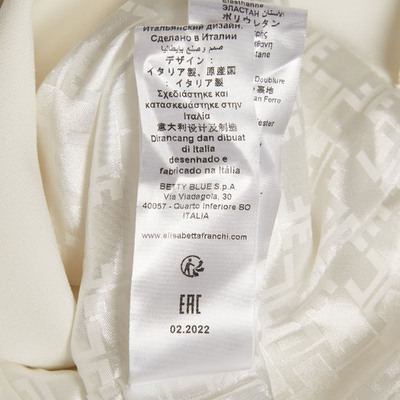 elasthanne
ЭЛАСТАН الأستان
ポリウレタン
Doublure
裏地
Итальянский дизайн.
Сделано в Италии
صمم و صنع بإيطاليا
デザイン：
イタリア製、原産国
：イタリア製
Σχεδιάστηκε και
κατασκευάστηκε στην
Ιταλία
意大利设计及制造
Dirancang dan dibuat
di Italia
desenhado e
fabricado na Itália
BETTY BLUE S.p.A
Via Viadagola, 30
40057 - Quarto Inferiore BO
ITALIA
www.elisabettafranchi.com
EAC
02.2022